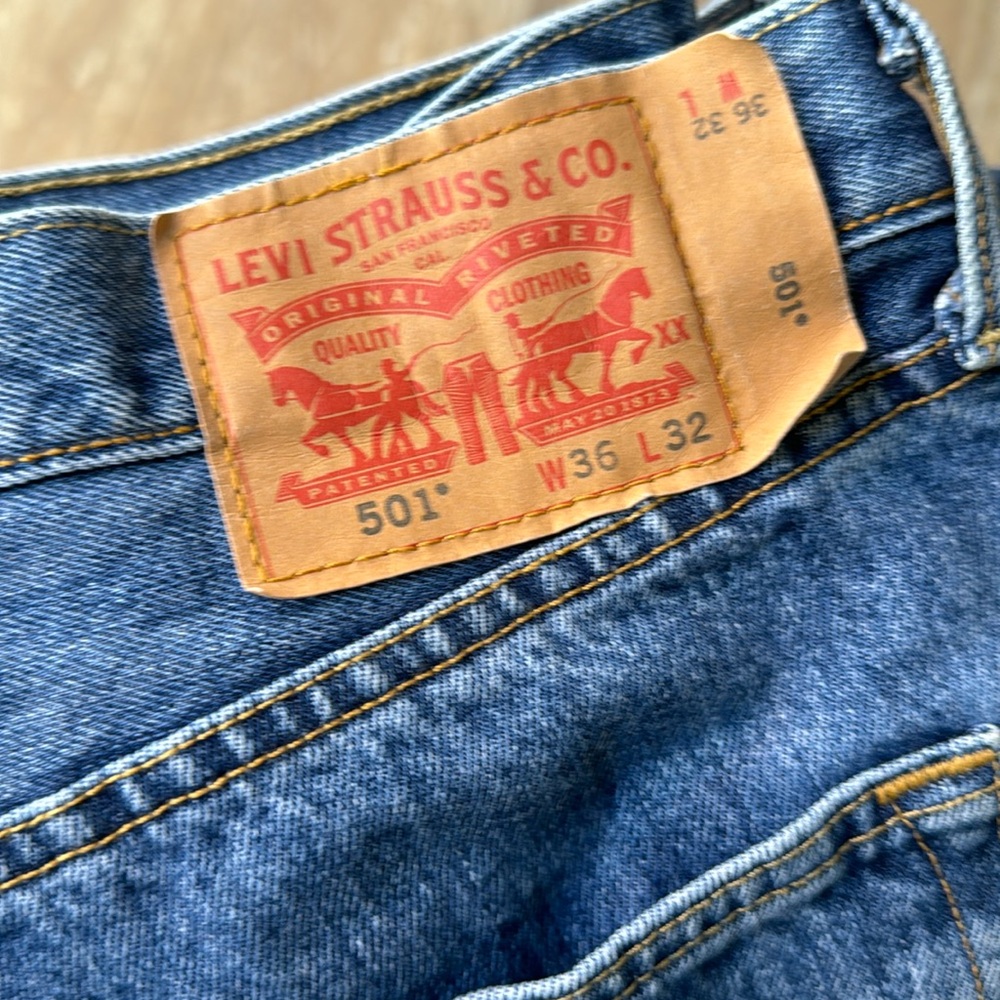 LEVI STRAUSS & CO.
SAN FRANCISCO
CAL.
ORIGINAL RIVETED
QUALITY CLOTHING
XX
PATENTED MAY 20 1873
501® W36 L32
W L
36 32
501®